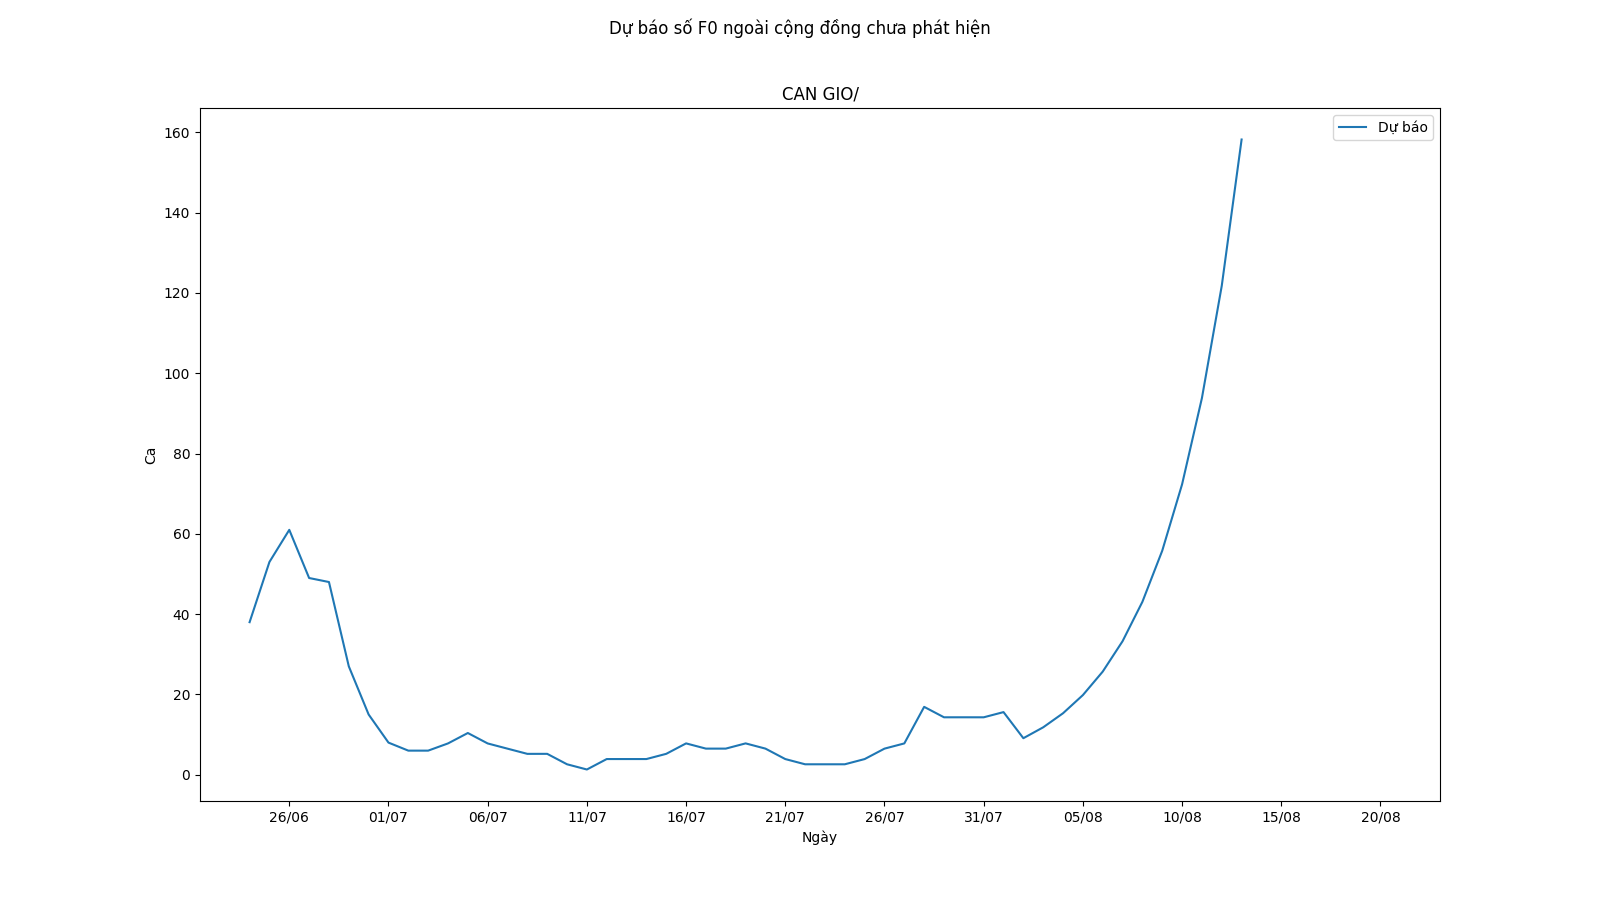 Dự báo số F0 ngoài cộng đồng chưa phát hiện
CAN GIO/
Dự báo
160
140
120
100
80
60
40
20
0
Ca
26/06 01/07 06/07 11/07 16/07 21/07 26/07 31/07 05/08 10/08 15/08 20/08
Ngày